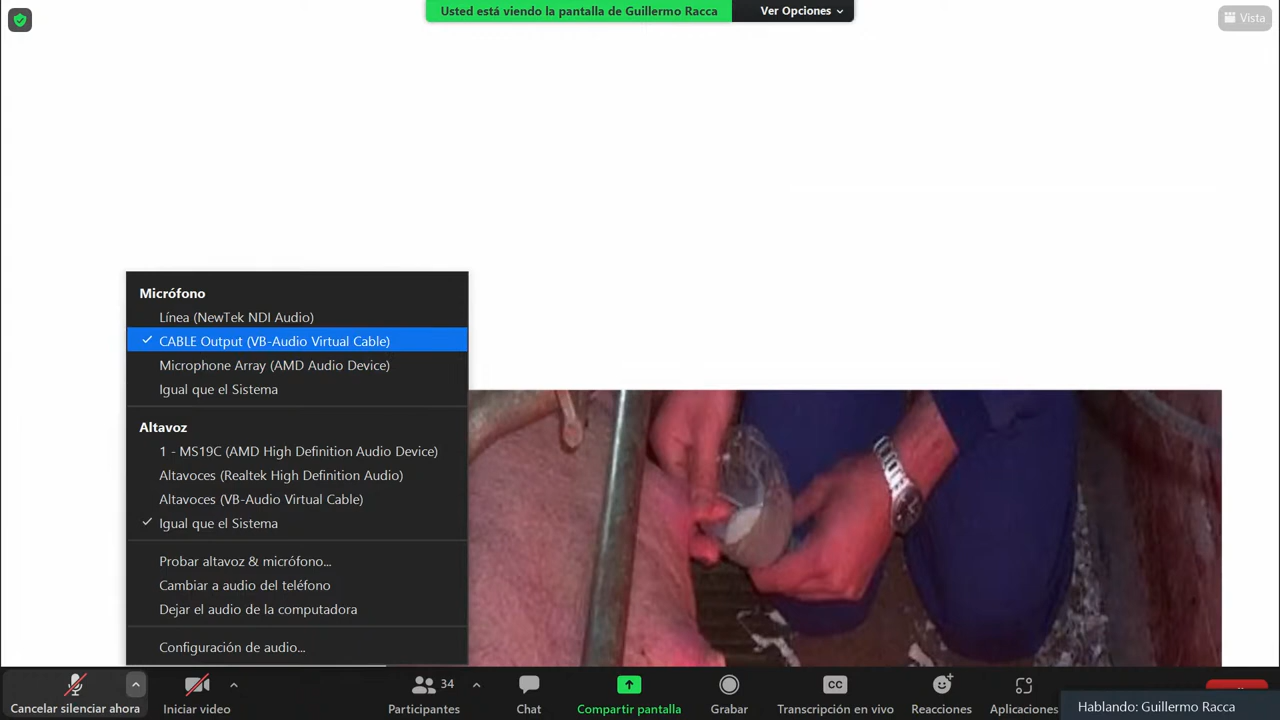 Usted está viendo la pantalla de Guillermo Racca
Ver Opciones
Vista
Micrófono
Línea (NewTek NDI Audio)
CABLE Output (VB-Audio Virtual Cable)
Microphone Array (AMD Audio Device)
Igual que el Sistema
Altavoz
1 - MS19C (AMD High Definition Audio Device)
Altavoces (Realtek High Definition Audio)
Altavoces (VB-Audio Virtual Cable)
Igual que el Sistema
Probar altavoz & micrófono...
Cambiar a audio del teléfono
Dejar el audio de la computadora
Configuración de audio...
34
CC
Cancelar silenciar ahora
Iniciar video
Participantes
Chat
Compartir pantalla
Grabar
Transcripción en vivo
Reacciones
Aplicaciones
Hablando: Guillermo Racca